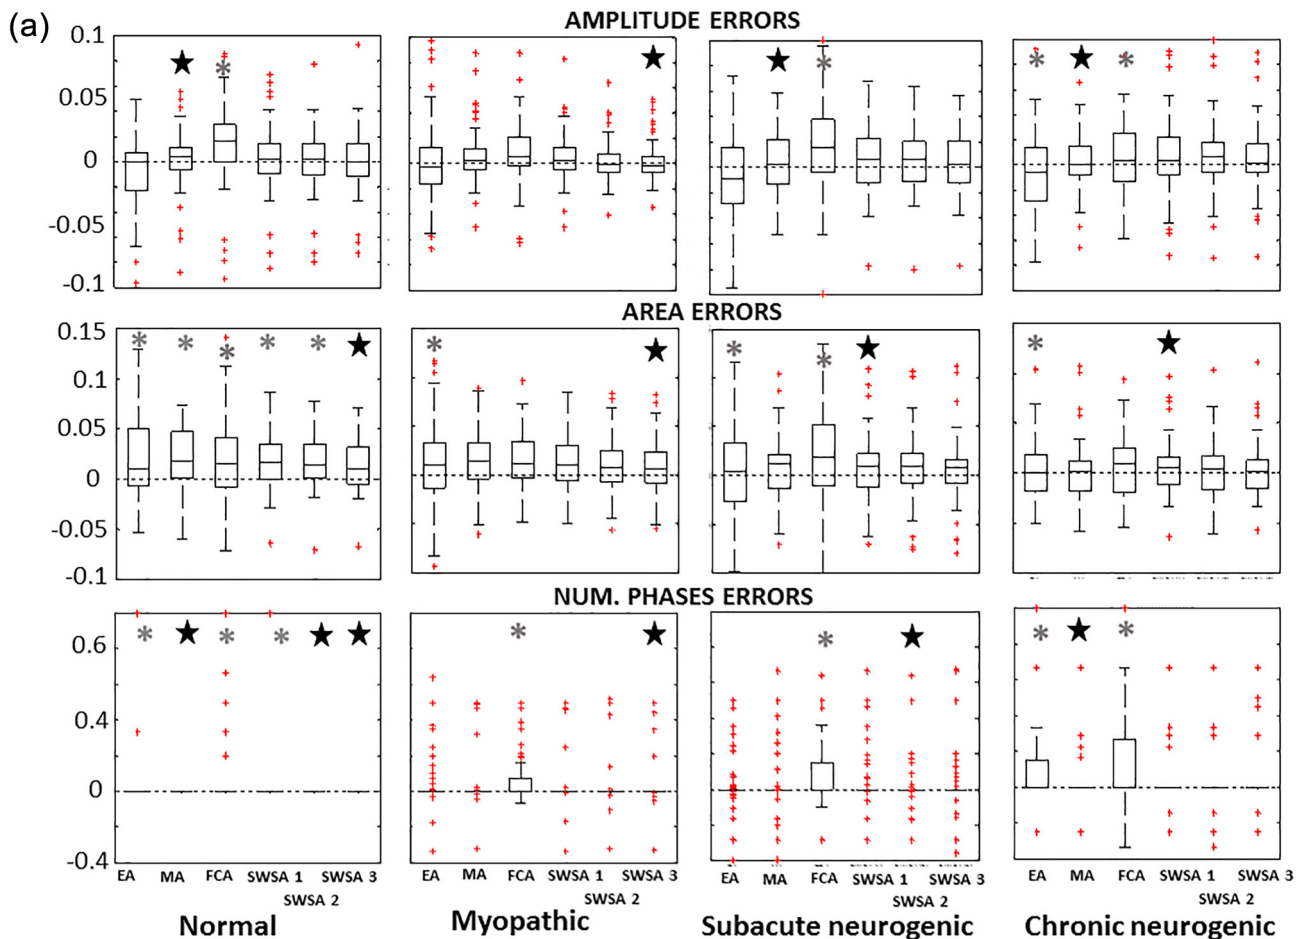 (a)
AMPLITUDE ERRORS
0.1
0.05
0
-0.05
-0.1
AREA ERRORS
0.15
0.1
0.05
0
-0.05
-0.1
NUM. PHASES ERRORS
0.6
0.4
0
-0.4
EA MA FCA SWSA 1 SWSA 2 SWSA 3
EA MA FCA SWSA 1 SWSA 2 SWSA 3
EA MA FCA SWSA 1 SWSA 2 SWSA 3
EA MA FCA SWSA 1 SWSA 2 SWSA 3
Normal Myopathic Subacute neurogenic Chronic neurogenic